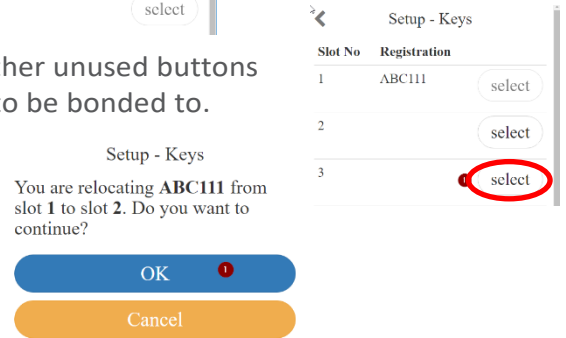 select
ther unused buttons
to be bonded to.
Setup - Keys
You are relocating ABC111 from
slot 1 to slot 2. Do you want to
continue?
OK 1
Cancel
Setup - Keys
Slot No Registration
1 ABC111 select
2 select
3 1 select